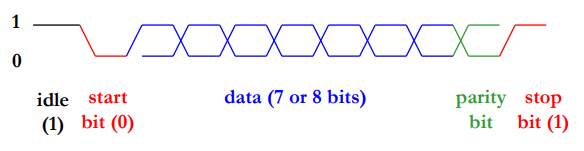 1
0
idle
(1)
start
bit (0)
data (7 or 8 bits)
parity
bit
stop
bit (1)